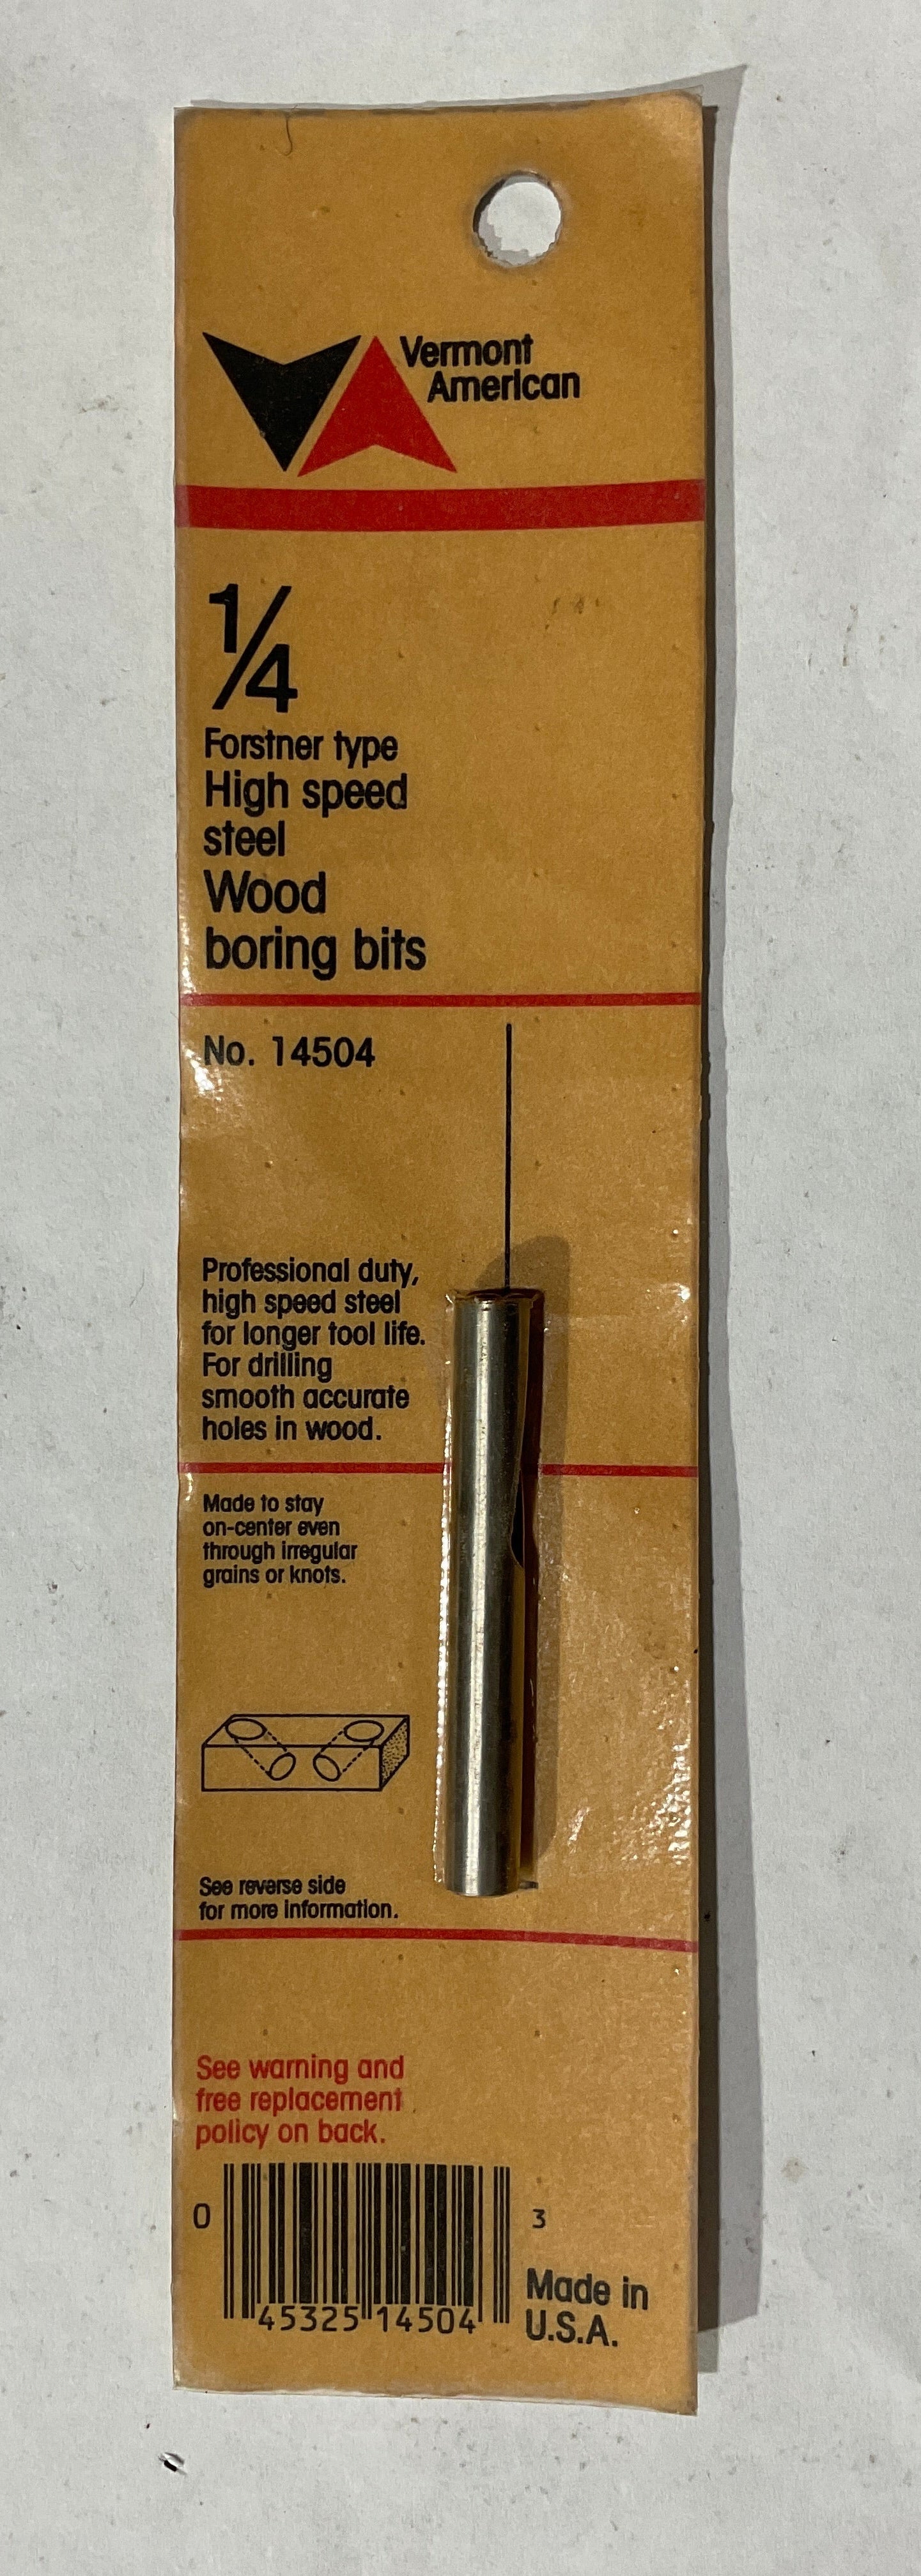 Vermont
American
1/4
Forstner type
High speed
steel
Wood
boring bits
No. 14504
Professional duty,
high speed steel
for longer tool life.
For drilling
smooth accurate
holes in wood.
Made to stay
on-center even
through irregular
grains or knots.
See reverse side
for more information.
See warning and
free replacement
policy on back.
0 45325 14504 3
Made in
U.S.A.